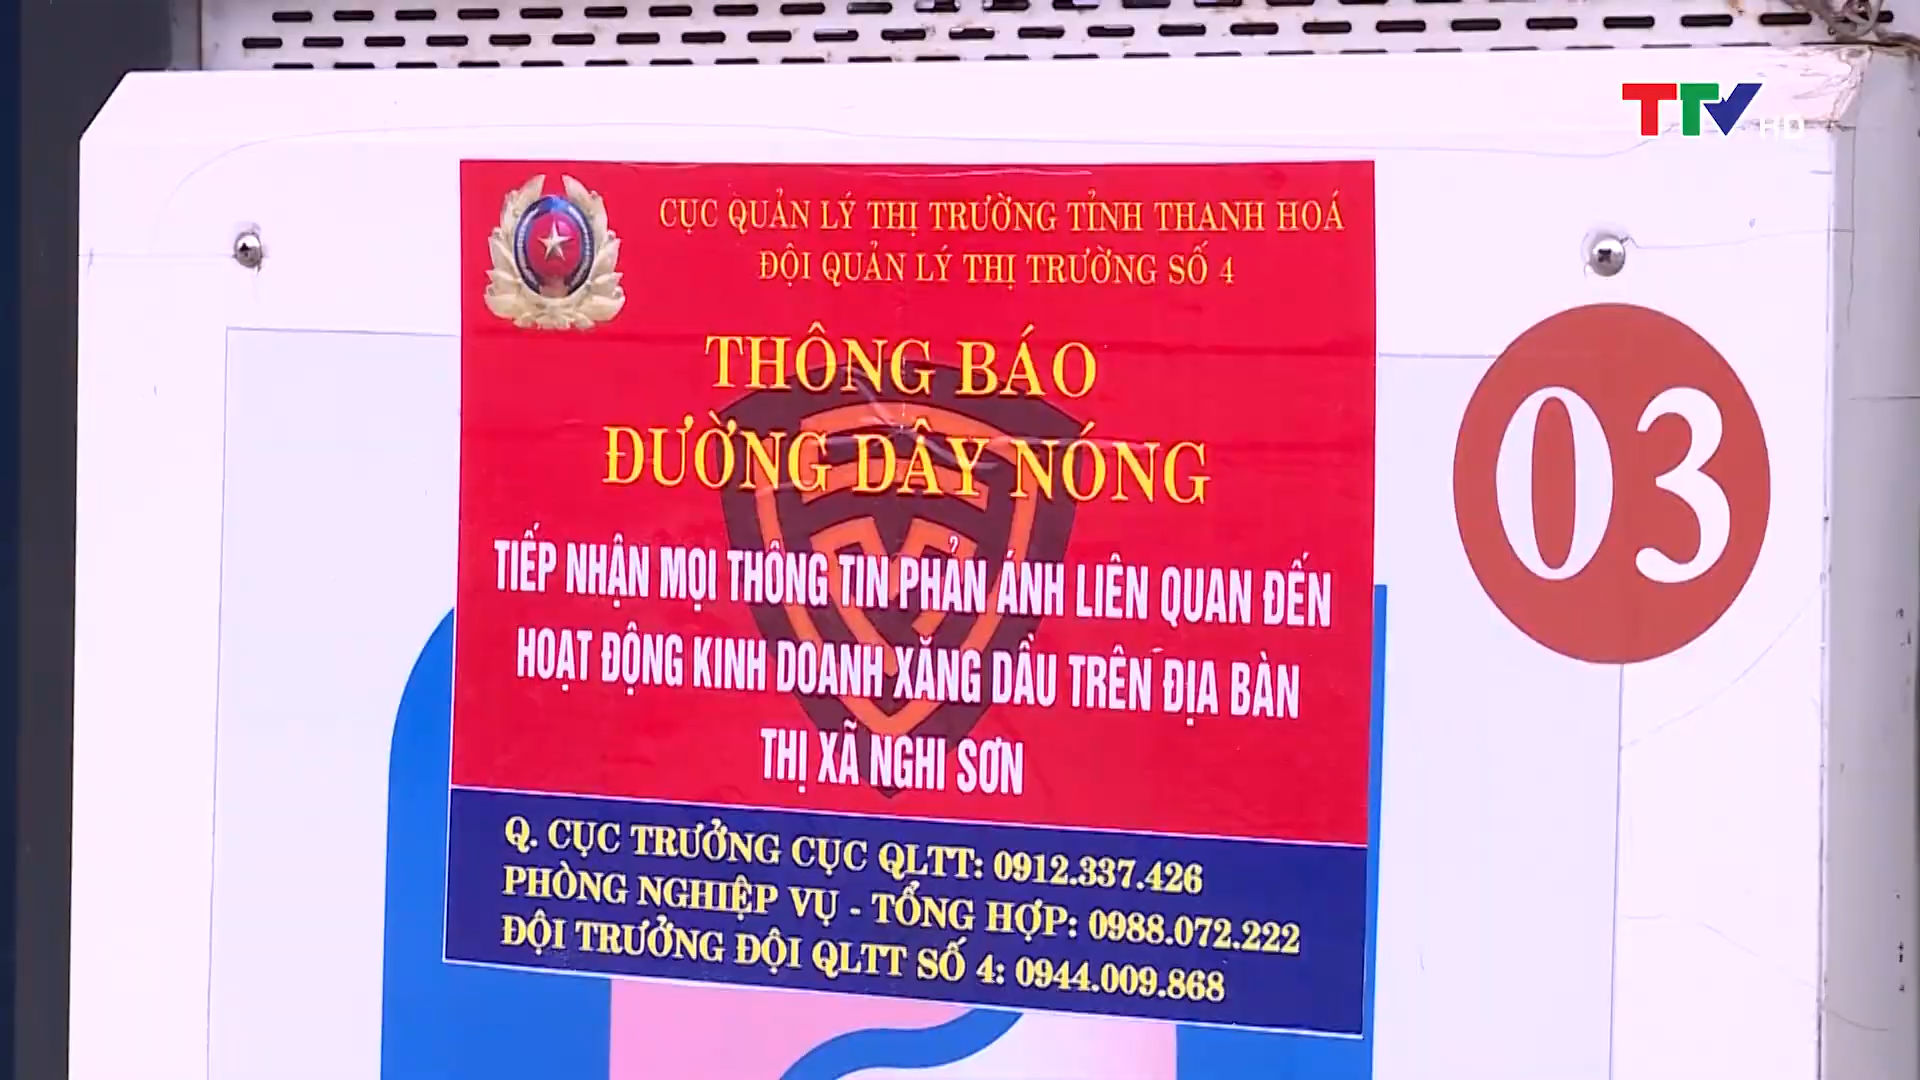 TTV HD
CỤC QUẢN LÝ THỊ TRƯỜNG TỈNH THANH HOÁ
ĐỘI QUẢN LÝ THỊ TRƯỜNG SỐ 4
THÔNG BÁO
ĐƯỜNG DÂY NÓNG
TIẾP NHẬN MỌI THÔNG TIN PHẢN ÁNH LIÊN QUAN ĐẾN
HOẠT ĐỘNG KINH DOANH XĂNG DẦU TRÊN ĐỊA BÀN
THỊ XÃ NGHI SƠN
Q. CỤC TRƯỞNG CỤC QLTT: 0912.337.426
PHÒNG NGHIỆP VỤ - TỔNG HỢP: 0988.072.222
ĐỘI TRƯỞNG ĐỘI QLTT SỐ 4: 0944.009.868
03